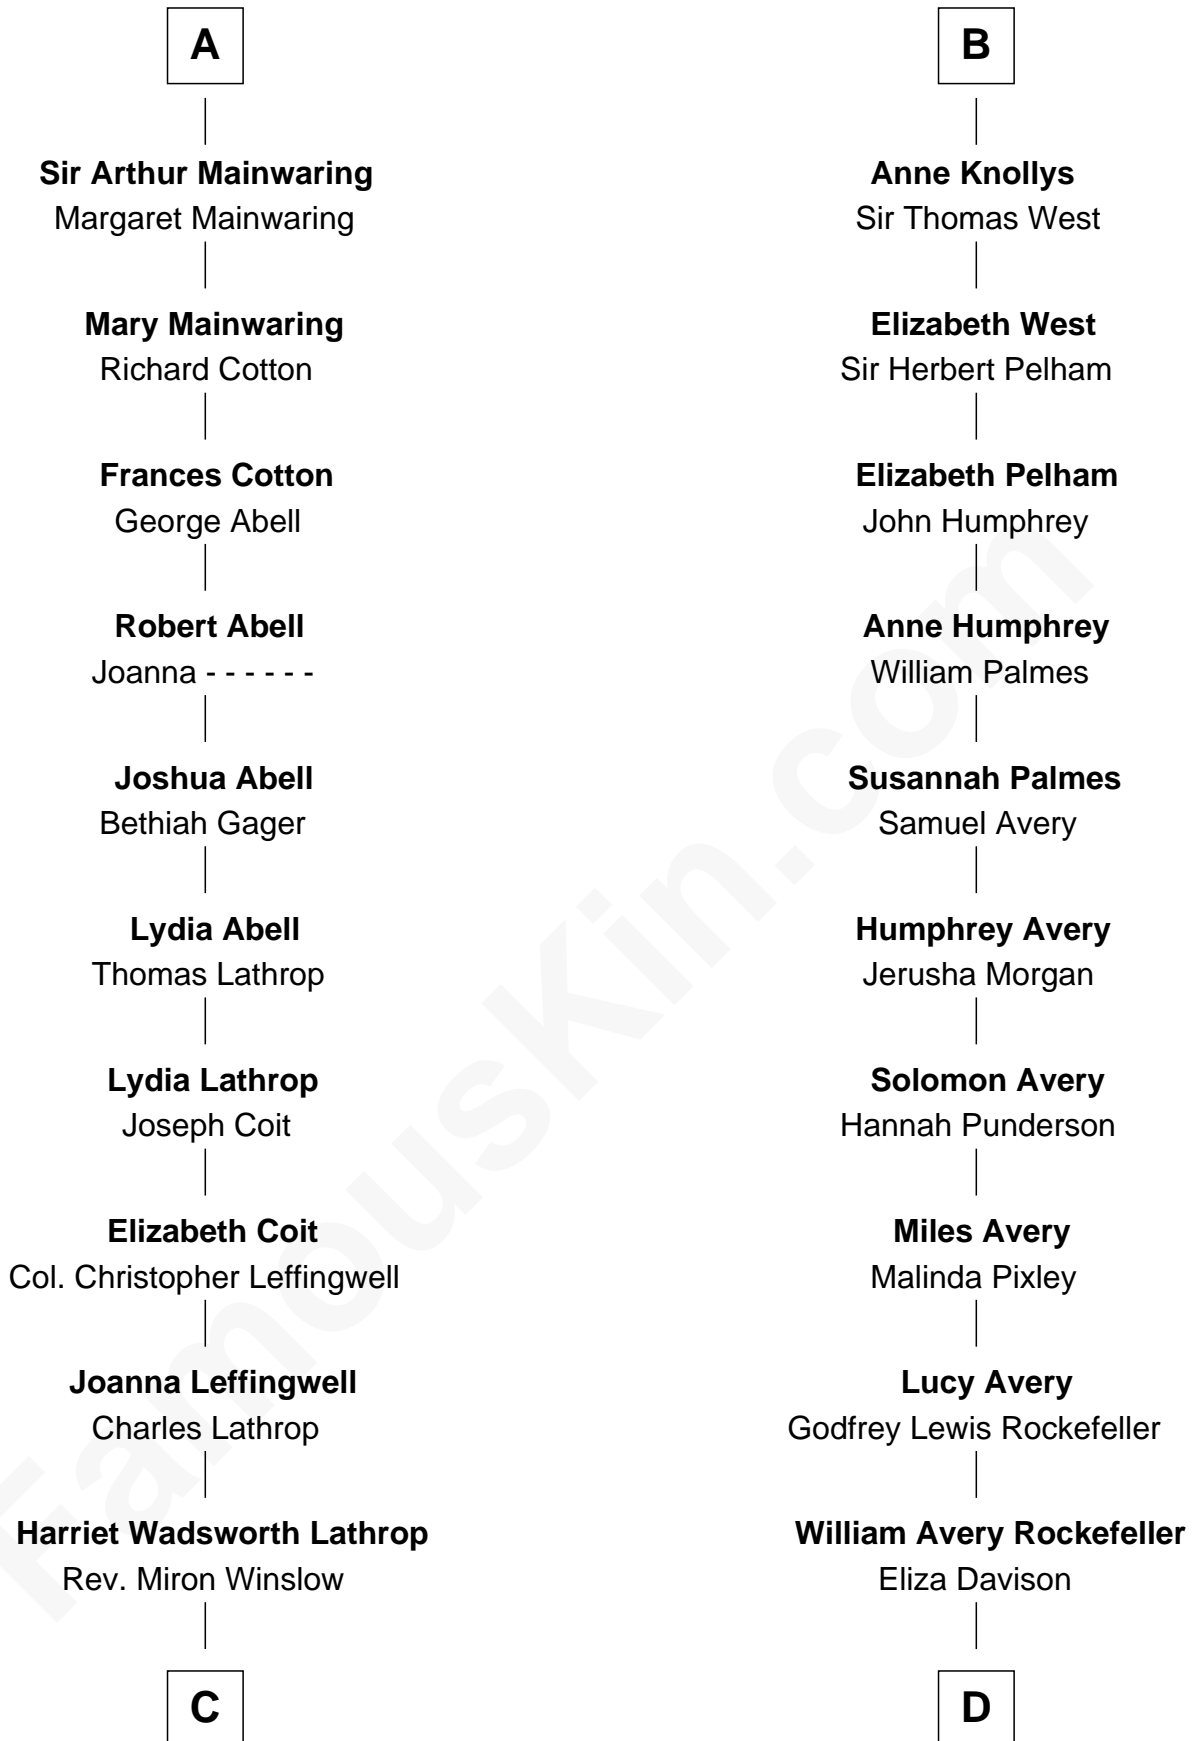 A
Sir Arthur Mainwaring
Margaret Mainwaring
Mary Mainwaring
Richard Cotton
Frances Cotton
George Abell
Robert Abell
Joanna - - - - - -
Joshua Abell
Bethiah Gager
Lydia Abell
Thomas Lathrop
Lydia Lathrop
Joseph Coit
Elizabeth Coit
Col. Christopher Leffingwell
Joanna Leffingwell
Charles Lathrop
Harriet Wadsworth Lathrop
Rev. Miron Winslow
C
B
Anne Knollys
Sir Thomas West
Elizabeth West
Sir Herbert Pelham
Elizabeth Pelham
John Humphrey
Anne Humphrey
William Palmes
Susannah Palmes
Samuel Avery
Humphrey Avery
Jerusha Morgan
Solomon Avery
Hannah Punderson
Miles Avery
Malinda Pixley
Lucy Avery
Godfrey Lewis Rockefeller
William Avery Rockefeller
Eliza Davison
D
FamousKin.com